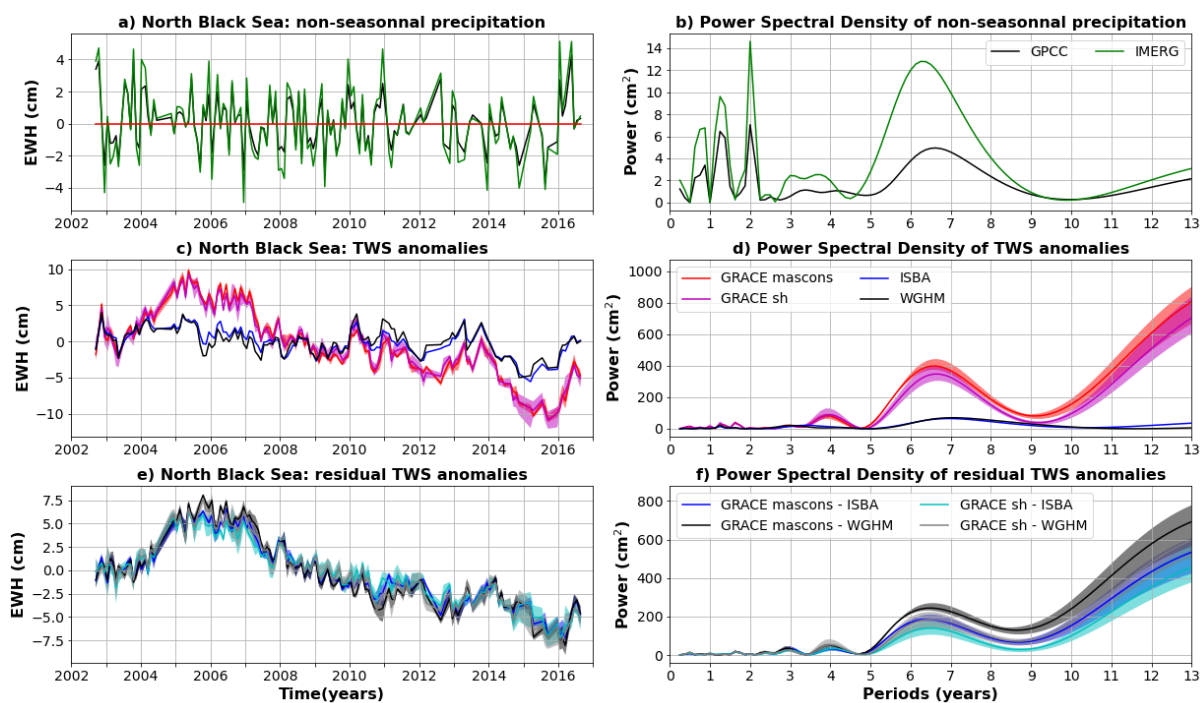 a) North Black Sea: non-seasonnal precipitation
EWH (cm)
4
2
0
−2
−4
2002 2004 2006 2008 2010 2012 2014 2016
b) Power Spectral Density of non-seasonnal precipitation
Power (cm²)
14
12
10
8
6
4
2
0
GPCC IMERG
0 1 2 3 4 5 6 7 8 9 10 11 12 13
c) North Black Sea: TWS anomalies
EWH (cm)
10
5
0
−5
−10
2002 2004 2006 2008 2010 2012 2014 2016
d) Power Spectral Density of TWS anomalies
Power (cm²)
1000
800
600
400
200
0
GRACE mascons ISBA
GRACE sh WGHM
0 1 2 3 4 5 6 7 8 9 10 11 12 13
e) North Black Sea: residual TWS anomalies
EWH (cm)
7.5
5.0
2.5
0.0
−2.5
−5.0
−7.5
2002 2004 2006 2008 2010 2012 2014 2016
Time(years)
f) Power Spectral Density of residual TWS anomalies
Power (cm²)
800
600
400
200
0
GRACE mascons - ISBA GRACE sh - ISBA
GRACE mascons - WGHM GRACE sh - WGHM
0 1 2 3 4 5 6 7 8 9 10 11 12 13
Periods (years)